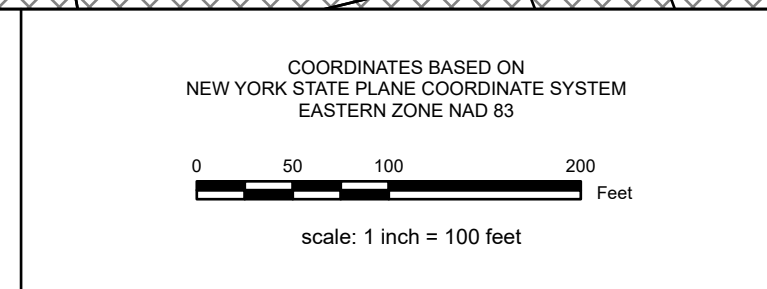 COORDINATES BASED ON
NEW YORK STATE PLANE COORDINATE SYSTEM
EASTERN ZONE NAD 83
0 50 100 200
Feet
scale: 1 inch = 100 feet